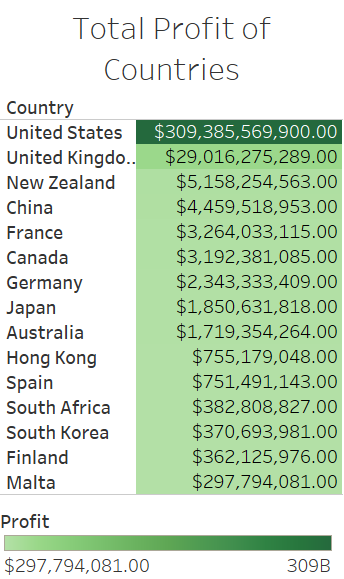 Total Profit of
Countries
Country
United States $309,385,569,900.00
United Kingdo.. $29,016,275,289.00
New Zealand $5,158,254,563.00
China $4,459,518,953.00
France $3,264,033,115.00
Canada $3,192,381,085.00
Germany $2,343,333,409.00
Japan $1,850,631,818.00
Australia $1,719,354,264.00
Hong Kong $755,179,048.00
Spain $751,491,143.00
South Africa $382,808,827.00
South Korea $370,693,981.00
Finland $362,125,976.00
Malta $297,794,081.00
Profit
$297,794,081.00 309B